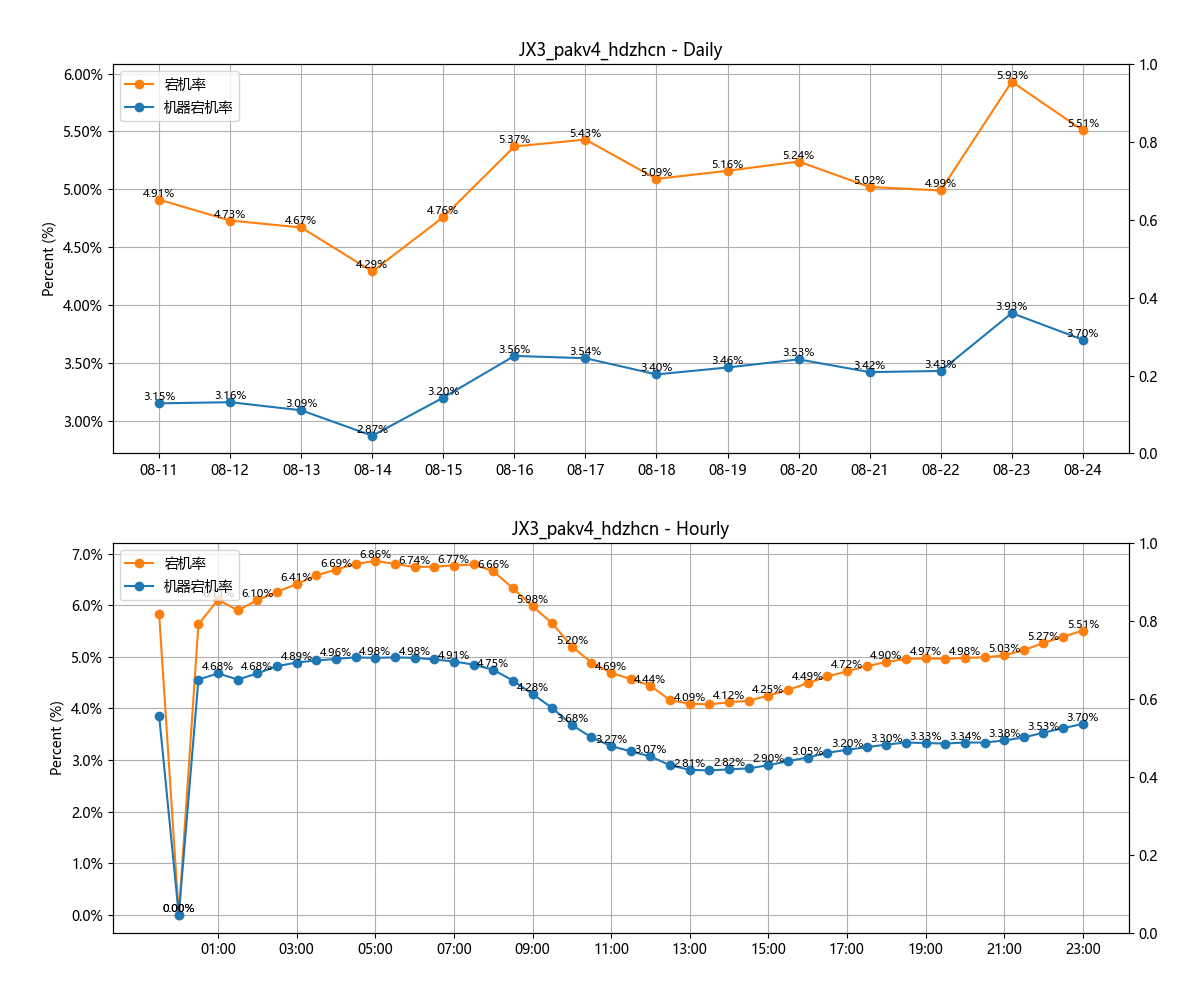 JX3_pakv4_hdzhcn - Daily
宕机率
机器宕机率
Percent (%)
6.00%
5.50%
5.00%
4.50%
4.00%
3.50%
3.00%
1.0
0.8
0.6
0.4
0.2
0.0
4.91% 4.73% 4.67% 4.29% 4.76% 5.37% 5.43% 5.09% 5.16% 5.24% 5.02% 4.99% 5.93% 5.51%
3.15% 3.16% 3.09% 2.87% 3.20% 3.56% 3.54% 3.40% 3.46% 3.53% 3.42% 3.43% 3.93% 3.70%
08-11 08-12 08-13 08-14 08-15 08-16 08-17 08-18 08-19 08-20 08-21 08-22 08-23 08-24
JX3_pakv4_hdzhcn - Hourly
宕机率
机器宕机率
Percent (%)
7.0%
6.0%
5.0%
4.0%
3.0%
2.0%
1.0%
0.0%
1.0
0.8
0.6
0.4
0.2
0.0
0.00% 6.10% 6.41% 6.69% 6.86% 6.74% 6.77% 6.66% 5.98% 5.20% 4.69% 4.44% 4.09% 4.12% 4.25% 4.49% 4.72% 4.90% 4.97% 4.98% 5.03% 5.27% 5.51%
0.00% 4.68% 4.68% 4.89% 4.96% 4.98% 4.98% 4.91% 4.75% 4.28% 3.68% 3.27% 3.07% 2.81% 2.82% 2.90% 3.05% 3.20% 3.30% 3.33% 3.34% 3.38% 3.53% 3.70%
01:00 03:00 05:00 07:00 09:00 11:00 13:00 15:00 17:00 19:00 21:00 23:00